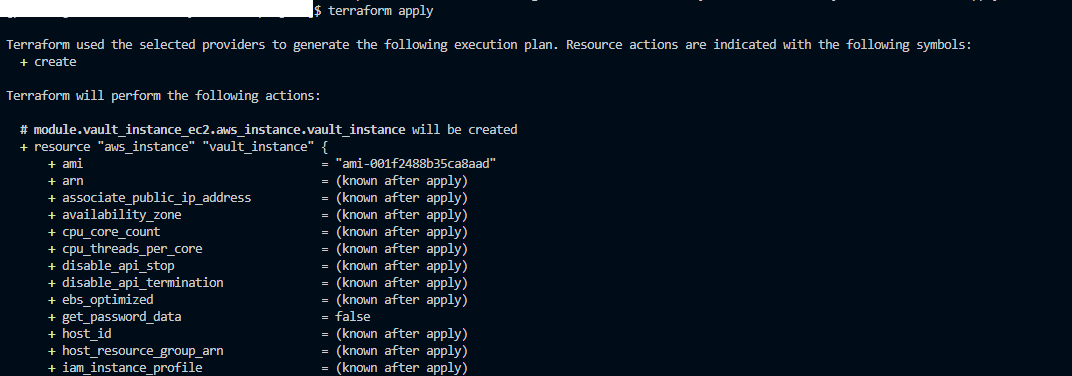 $ terraform apply
Terraform used the selected providers to generate the following execution plan. Resource actions are indicated with the following symbols:
+ create
Terraform will perform the following actions:
# module.vault_instance_ec2.aws_instance.vault_instance will be created
+ resource "aws_instance" "vault_instance" {
+ ami = "ami-001f2488b35ca8aad"
+ arn = (known after apply)
+ associate_public_ip_address = (known after apply)
+ availability_zone = (known after apply)
+ cpu_core_count = (known after apply)
+ cpu_threads_per_core = (known after apply)
+ disable_api_stop = (known after apply)
+ disable_api_termination = (known after apply)
+ ebs_optimized = (known after apply)
+ get_password_data = false
+ host_id = (known after apply)
+ host_resource_group_arn = (known after apply)
+ iam_instance_profile = (known after apply)